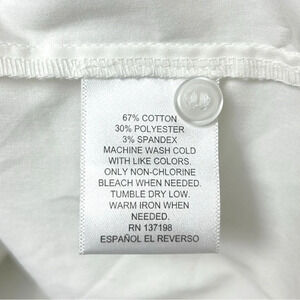 67% COTTON
30% POLYESTER
3% SPANDEX
MACHINE WASH COLD
WITH LIKE COLORS.
ONLY NON-CHLORINE
BLEACH WHEN NEEDED.
TUMBLE DRY LOW.
WARM IRON WHEN
NEEDED.
RN 137198
ESPAÑOL EL REVERSO